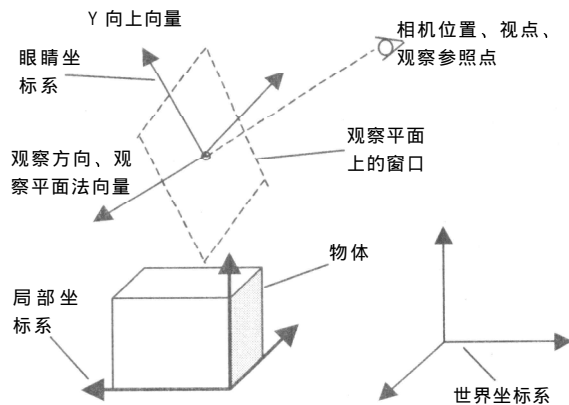 Y 向上向量
相机位置、视点、
观察参照点
眼睛坐
标系
观察平面
上的窗口
观察方向、观
察平面法向量
物体
局部坐
标系
世界坐标系